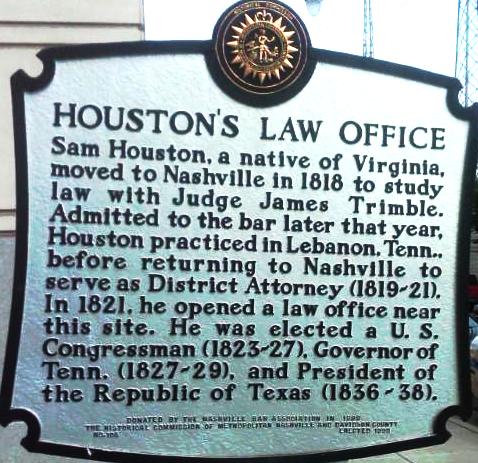 HOUSTON'S LAW OFFICE
Sam Houston, a native of Virginia,
moved to Nashville in 1818 to study
law with Judge James Trimble.
Admitted to the bar later that year,
Houston practiced in Lebanon, Tenn.,
before returning to Nashville to
serve as District Attorney (1819-21).
In 1821, he opened a law office near
this site. He was elected a U. S.
Congressman (1823-27), Governor of
Tenn. (1827-29), and President of
the Republic of Texas (1836-38).
DONATED BY THE NASHVILLE BAR ASSOCIATION IN
THE HISTORICAL COMMISSION OF METROPOLITAN NASHVILLE AND DAVIDSON COUNTY
NO. ERECTED